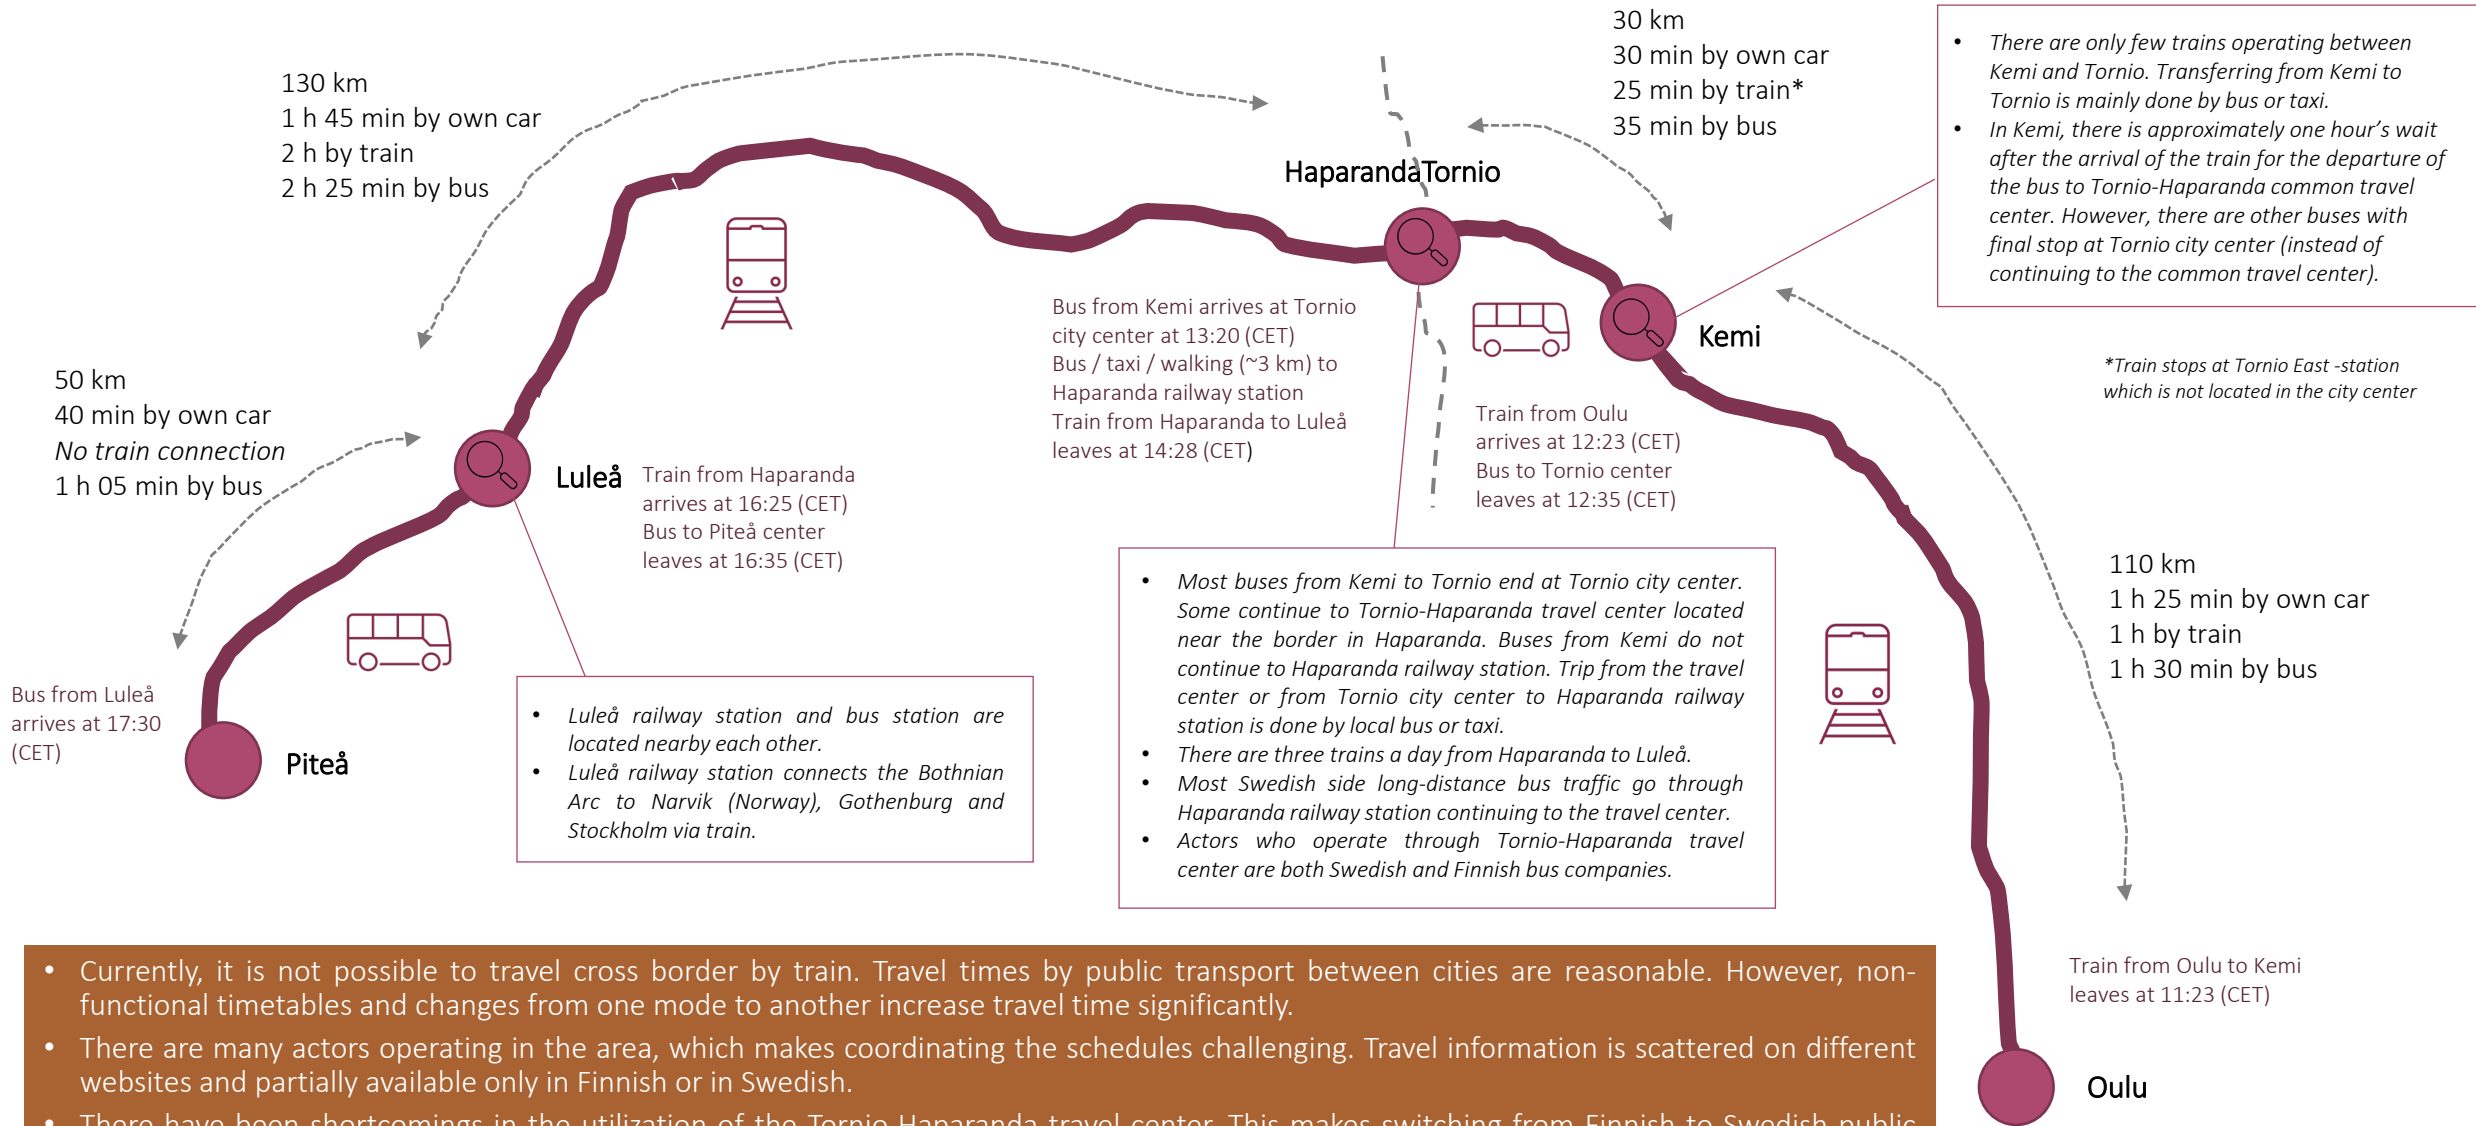 130 km
1 h 45 min by own car
2 h by train
2 h 25 min by bus
30 km
30 min by own car
25 min by train*
35 min by bus
• There are only few trains operating between
Kemi and Tornio. Transferring from Kemi to
Tornio is mainly done by bus or taxi.
• In Kemi, there is approximately one hour’s wait
after the arrival of the train for the departure of
the bus to Tornio-Haparanda common travel
center. However, there are other buses with
final stop at Tornio city center (instead of
continuing to the common travel center).
HaparandaTornio
Bus from Kemi arrives at Tornio
city center at 13:20 (CET)
Bus / taxi / walking (~3 km) to
Haparanda railway station
Train from Haparanda to Luleå
leaves at 14:28 (CET)
Kemi
*Train stops at Tornio East -station
which is not located in the city center
50 km
40 min by own car
No train connection
1 h 05 min by bus
Train from Oulu
arrives at 12:23 (CET)
Bus to Tornio center
leaves at 12:35 (CET)
Luleå
Train from Haparanda
arrives at 16:25 (CET)
Bus to Piteå center
leaves at 16:35 (CET)
110 km
1 h 25 min by own car
1 h by train
1 h 30 min by bus
• Most buses from Kemi to Tornio end at Tornio city center.
Some continue to Tornio-Haparanda travel center located
near the border in Haparanda. Buses from Kemi do not
continue to Haparanda railway station. Trip from the travel
center or from Tornio city center to Haparanda railway
station is done by local bus or taxi.
• There are three trains a day from Haparanda to Luleå.
• Most Swedish side long-distance bus traffic go through
Haparanda railway station continuing to the travel center.
• Actors who operate through Tornio-Haparanda travel
center are both Swedish and Finnish bus companies.
Bus from Luleå
arrives at 17:30
(CET)
Piteå
• Luleå railway station and bus station are
located nearby each other.
• Luleå railway station connects the Bothnian
Arc to Narvik (Norway), Gothenburg and
Stockholm via train.
Train from Oulu to Kemi
leaves at 11:23 (CET)
Oulu
• Currently, it is not possible to travel cross border by train. Travel times by public transport between cities are reasonable. However, non-
functional timetables and changes from one mode to another increase travel time significantly.
• There are many actors operating in the area, which makes coordinating the schedules challenging. Travel information is scattered on different
websites and partially available only in Finnish or in Swedish.
• There have been shortcomings in the utilization of the Tornio-Haparanda travel center. This makes switching from Finnish to Swedish public